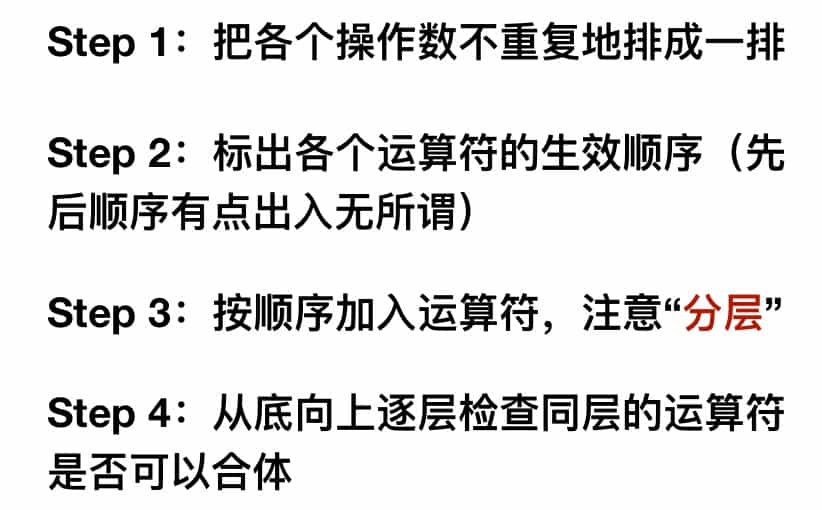 Step 1：把各个操作数不重复地排成一排
Step 2：标出各个运算符的生效顺序（先
后顺序有点出入无所谓）
Step 3：按顺序加入运算符，注意“分层”
Step 4：从底向上逐层检查同层的运算符
是否可以合体